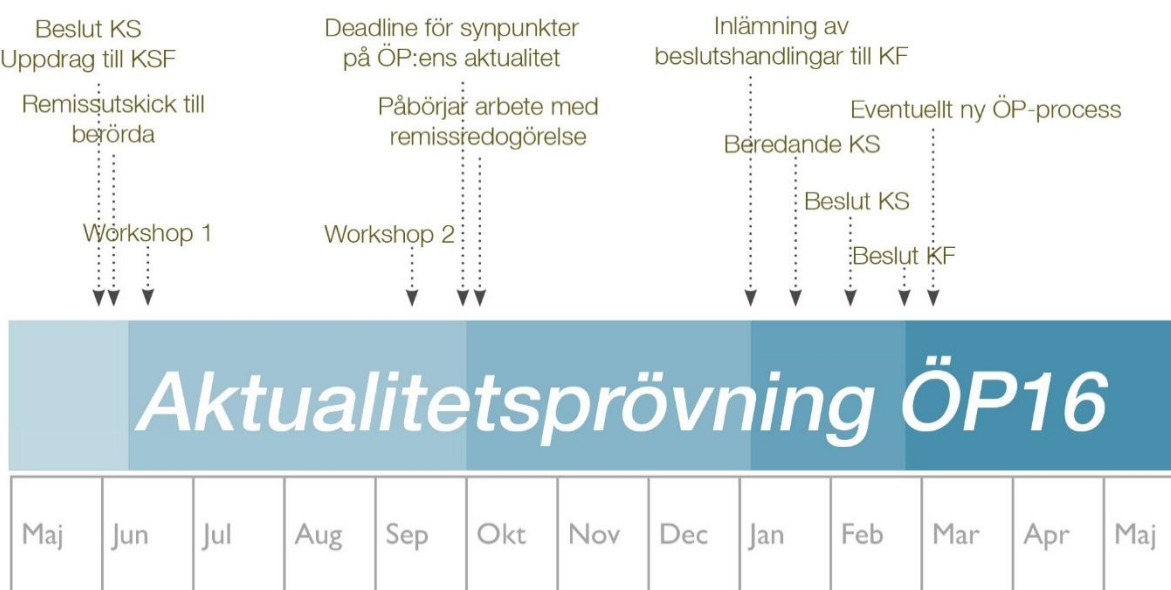 Beslut KS
Uppdrag till KSF
Remissutskick till
berörda
Workshop 1
Deadline för synpunkter
på ÖP:ens aktualitet
Påbörjar arbete med
remissredogörelse
Workshop 2
Inlämning av
beslutshandlingar till KF
Eventuellt ny ÖP-process
Beredande KS
Beslut KS
Beslut KF
Aktualitetsprövning ÖP16
Maj Jun Jul Aug Sep Okt Nov Dec Jan Feb Mar Apr Maj